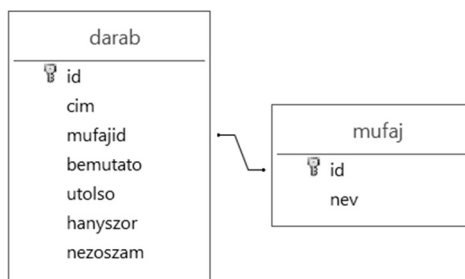 darab
id
cim
mufajid
bemutato
utolso
hanyszor
nezoszam
mufaj
id
nev